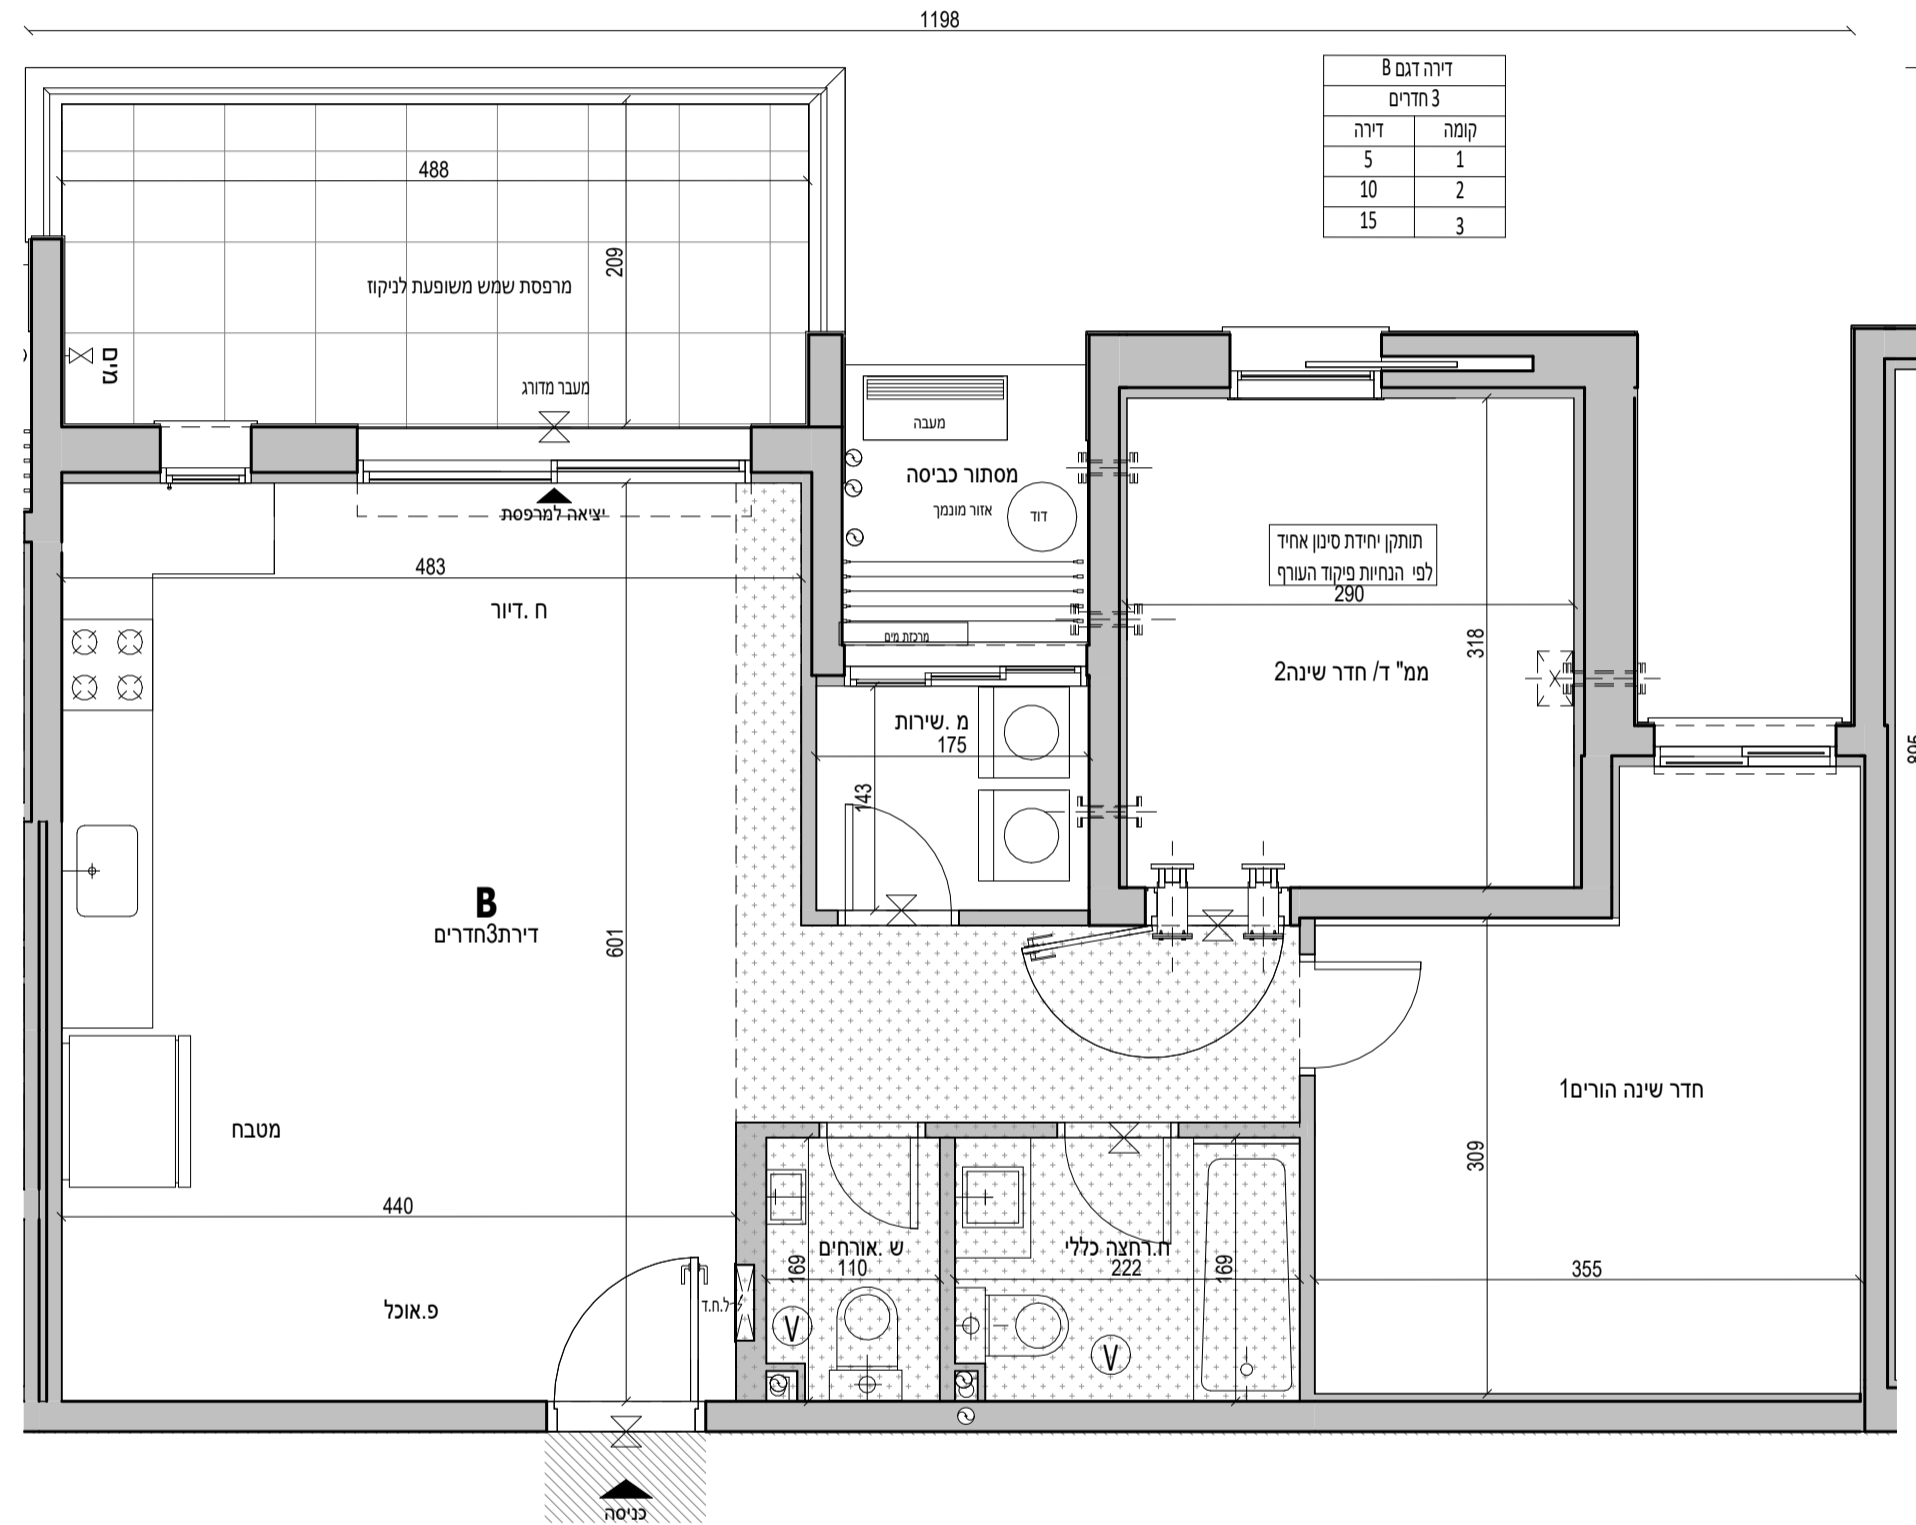 1198
דירה דגם B
3 חדרים
קומה דירה
1 5
2 10
3 15
488
209
מרפסת שמש משופעת לניקוז
מים
מעבר מדורג
יציאה למרפסת
483
ח .דיור
מעבה
מסתור כביסה
אזור מונמך
דוד
מרכזת מים
תותקן יחידת סינון אחיד
לפי הנחיות פיקוד העורף
290
318
ממ" ד/ חדר שינה2
מ .שירות
175
143
895
B
דירת3חדרים
601
חדר שינה הורים1
309
355
מטבח
440
פ.אוכל
ל.ח.ד
ש .אורחים
110
169
V
ח.רחצה כללי
222
169
V
כניסה